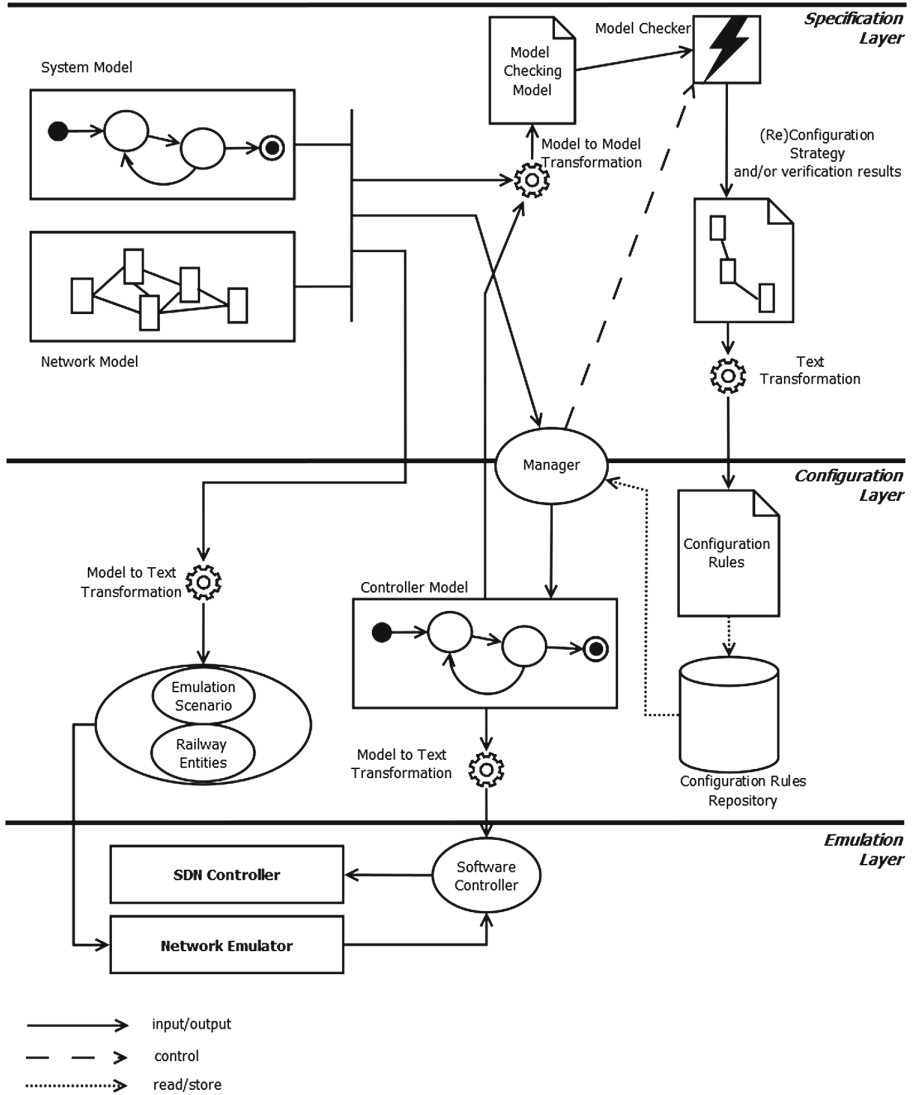 Specification
Layer
System Model
Model Checker
Model
Checking
Model
Model to Model
Transformation
(Re)Configuration
Strategy
and/or verification results
Network Model
Text
Transformation
Manager
Configuration
Layer
Configuration
Rules
Model to Text
Transformation
Controller Model
Emulation
Scenario
Railway
Entities
Model to Text
Transformation
Configuration Rules
Repository
Emulation
Layer
SDN Controller
Software
Controller
Network Emulator
input/output
control
read/store